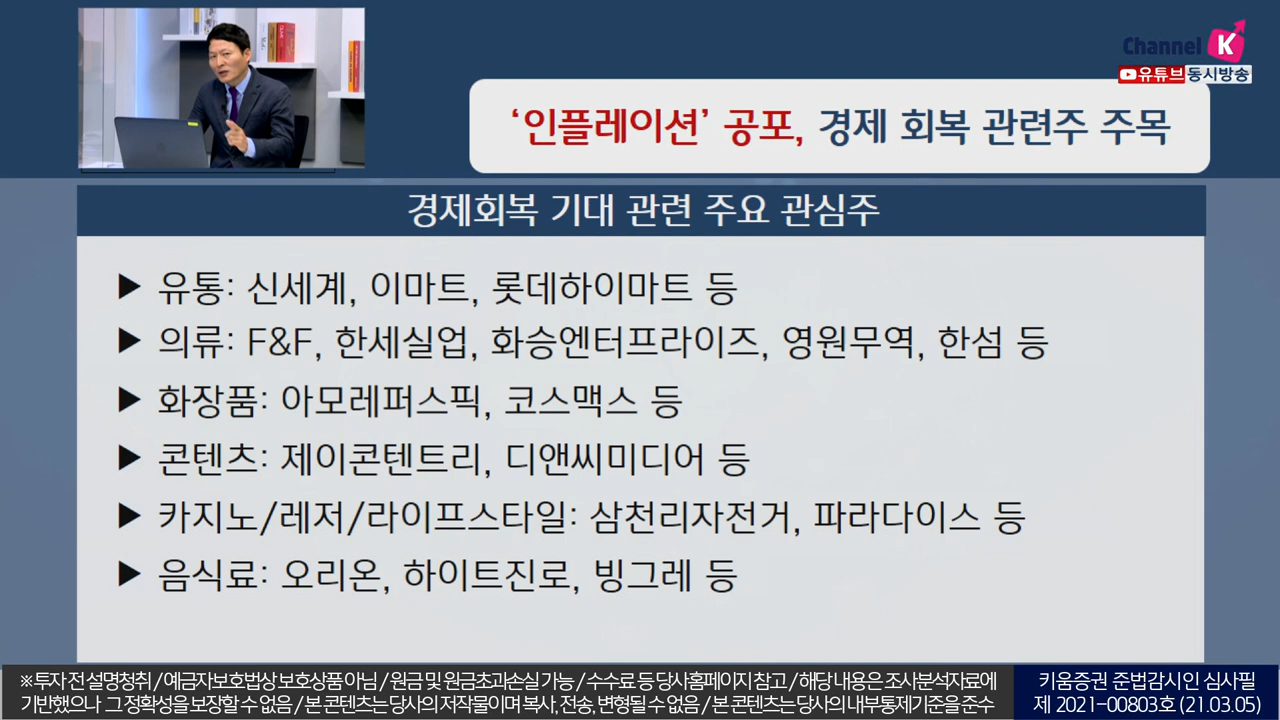 Channel K
유튜브 동시방송
‘인플레이션’ 공포, 경제 회복 관련주 주목
경제회복 기대 관련 주요 관심주
▶ 유통: 신세계, 이마트, 롯데하이마트 등
▶ 의류: F&F, 한세실업, 화승엔터프라이즈, 영원무역, 한섬 등
▶ 화장품: 아모레퍼스픽, 코스맥스 등
▶ 콘텐츠: 제이콘텐트리, 디앤씨미디어 등
▶ 카지노/레저/라이프스타일: 삼천리자전거, 파라다이스 등
▶ 음식료: 오리온, 하이트진로, 빙그레 등
※ 투자 전 설명청취 / 예금자보호법상 보호상품 아님 / 원금 및 원금초과손실 가능 / 수수료 등 당사홈페이지 참고 / 해당 내용은 조사분석자료에
기반했으나 그 정확성을 보장할 수 없음 / 본 콘텐츠는 당사의 저작물이며 복사, 전송, 변형될 수 없음 / 본 콘텐츠는 당사의 내부통제기준을 준수
키움증권 준법감시인 심사필
제 2021-00803호 (21.03.05)